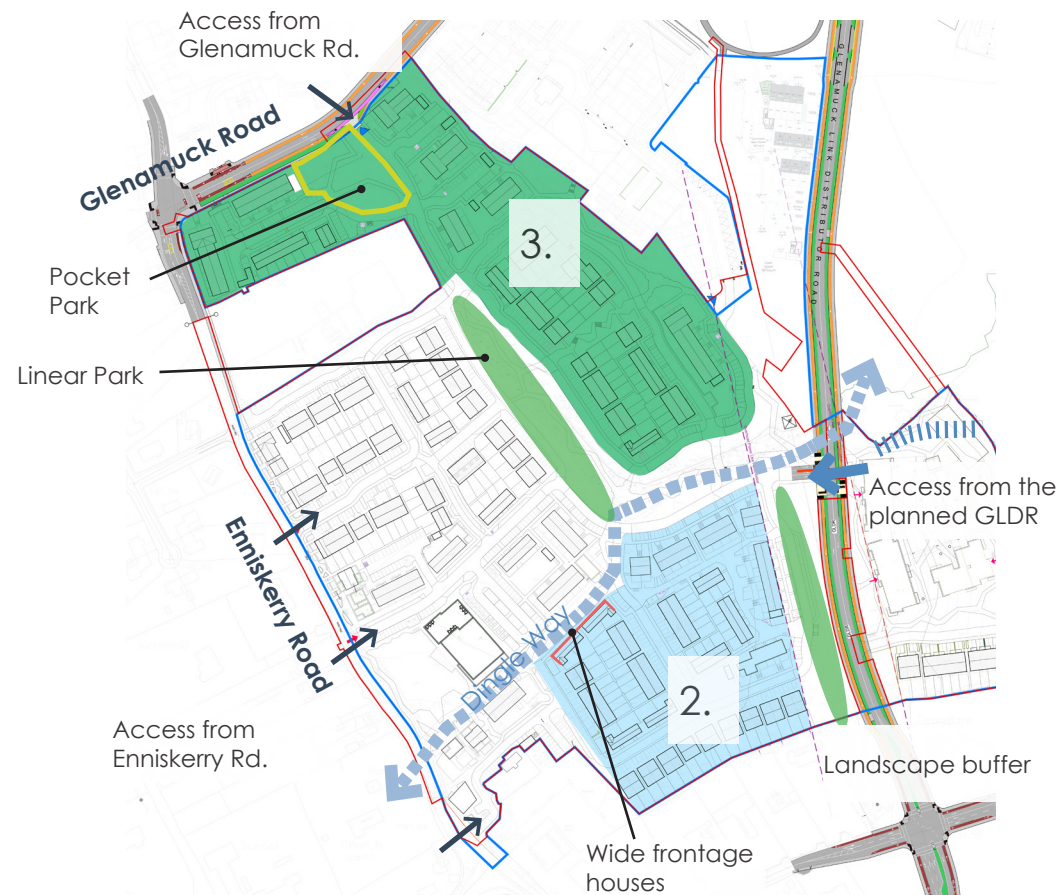 Access from
Glenamuck Rd.
Glenamuck Road
GLENAMUCK LINK DISTRIBUTOR ROAD
3.
Pocket
Park
Linear Park
Access from the
planned GLDR
Enniskerry Road
Dingle Way
2.
Access from
Enniskerry Rd.
Landscape buffer
Wide frontage
houses